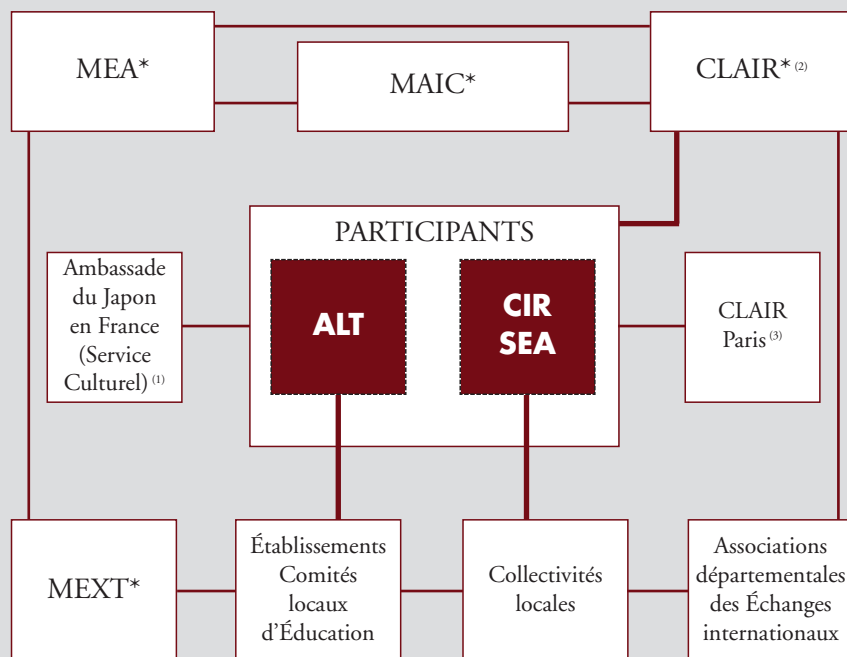 MEA*
MAIC*
CLAIR* (2)
PARTICIPANTS
Ambassade
du Japon
en France
(Service
Culturel) (1)
ALT
CIR
SEA
CLAIR
Paris (3)
MEXT*
Établissements
Comités
locaux
d'Éducation
Collectivités
locales
Associations
départementales
des Échanges
internationaux